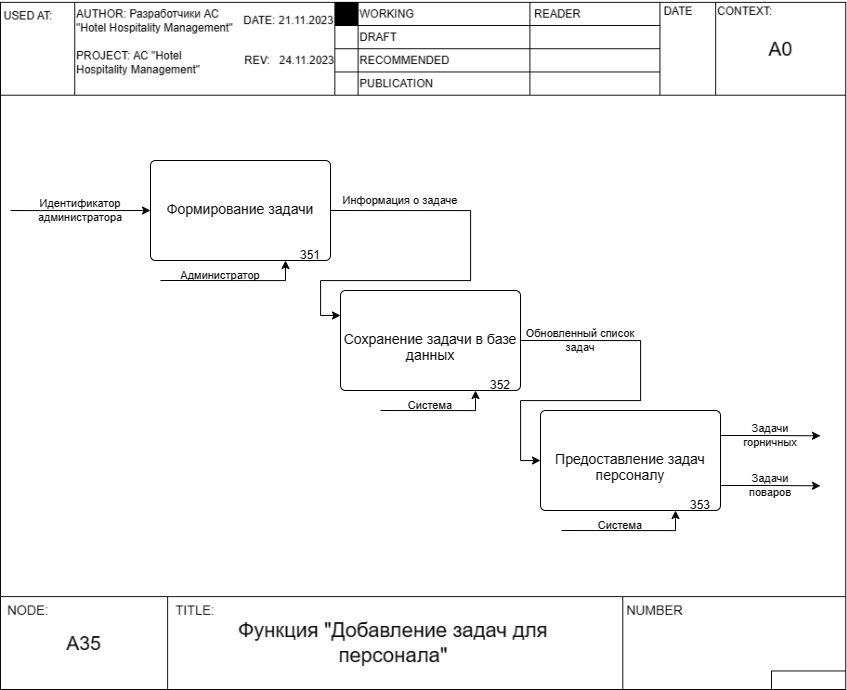 USED AT:
AUTHOR: Разработчики АС
"Hotel Hospitality Management"
DATE: 21.11.2023
PROJECT: АС "Hotel
Hospitality Management"
REV: 24.11.2023
WORKING
DRAFT
RECOMMENDED
PUBLICATION
READER
DATE
CONTEXT:
A0
Идентификатор
администратора
Формирование задачи
351
Информация о задаче
Администратор
Сохранение задачи в базе
данных
352
Обновленный список
задач
Система
Предоставление задач
персоналу
353
Задачи
горничных
Задачи
поваров
Система
NODE:
A35
TITLE:
Функция "Добавление задач для
персонала"
NUMBER